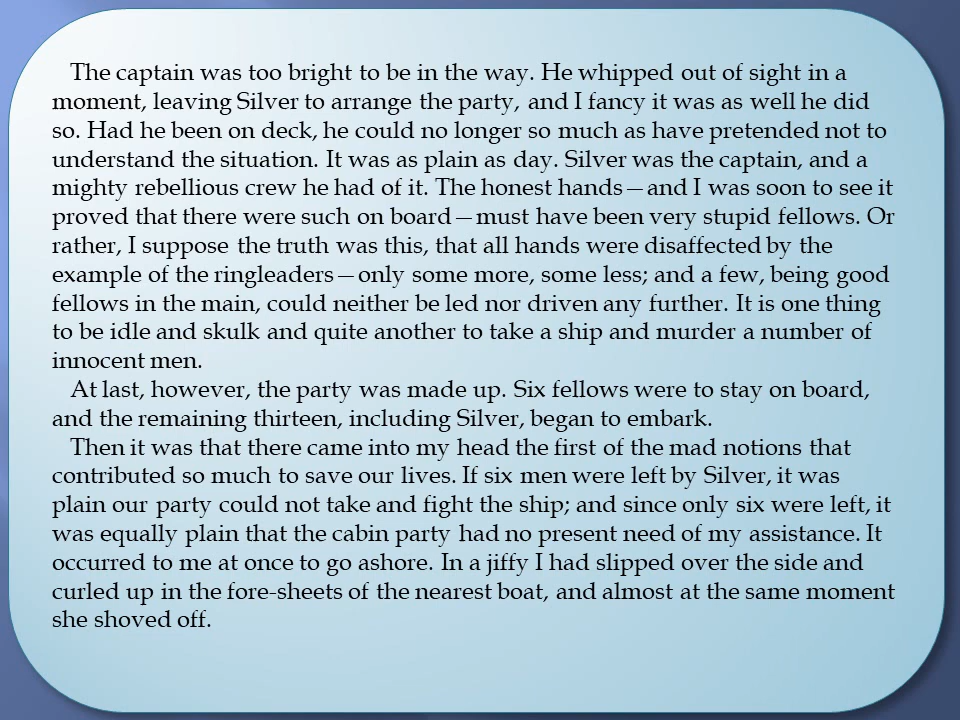 The captain was too bright to be in the way. He whipped out of sight in a
moment, leaving Silver to arrange the party, and I fancy it was as well he did
so. Had he been on deck, he could no longer so much as have pretended not to
understand the situation. It was as plain as day. Silver was the captain, and a
mighty rebellious crew he had of it. The honest hands—and I was soon to see it
proved that there were such on board—must have been very stupid fellows. Or
rather, I suppose the truth was this, that all hands were disaffected by the
example of the ringleaders—only some more, some less; and a few, being good
fellows in the main, could neither be led nor driven any further. It is one thing
to be idle and skulk and quite another to take a ship and murder a number of
innocent men.
At last, however, the party was made up. Six fellows were to stay on board,
and the remaining thirteen, including Silver, began to embark.
Then it was that there came into my head the first of the mad notions that
contributed so much to save our lives. If six men were left by Silver, it was
plain our party could not take and fight the ship; and since only six were left, it
was equally plain that the cabin party had no present need of my assistance. It
occurred to me at once to go ashore. In a jiffy I had slipped over the side and
curled up in the fore-sheets of the nearest boat, and almost at the same moment
she shoved off.